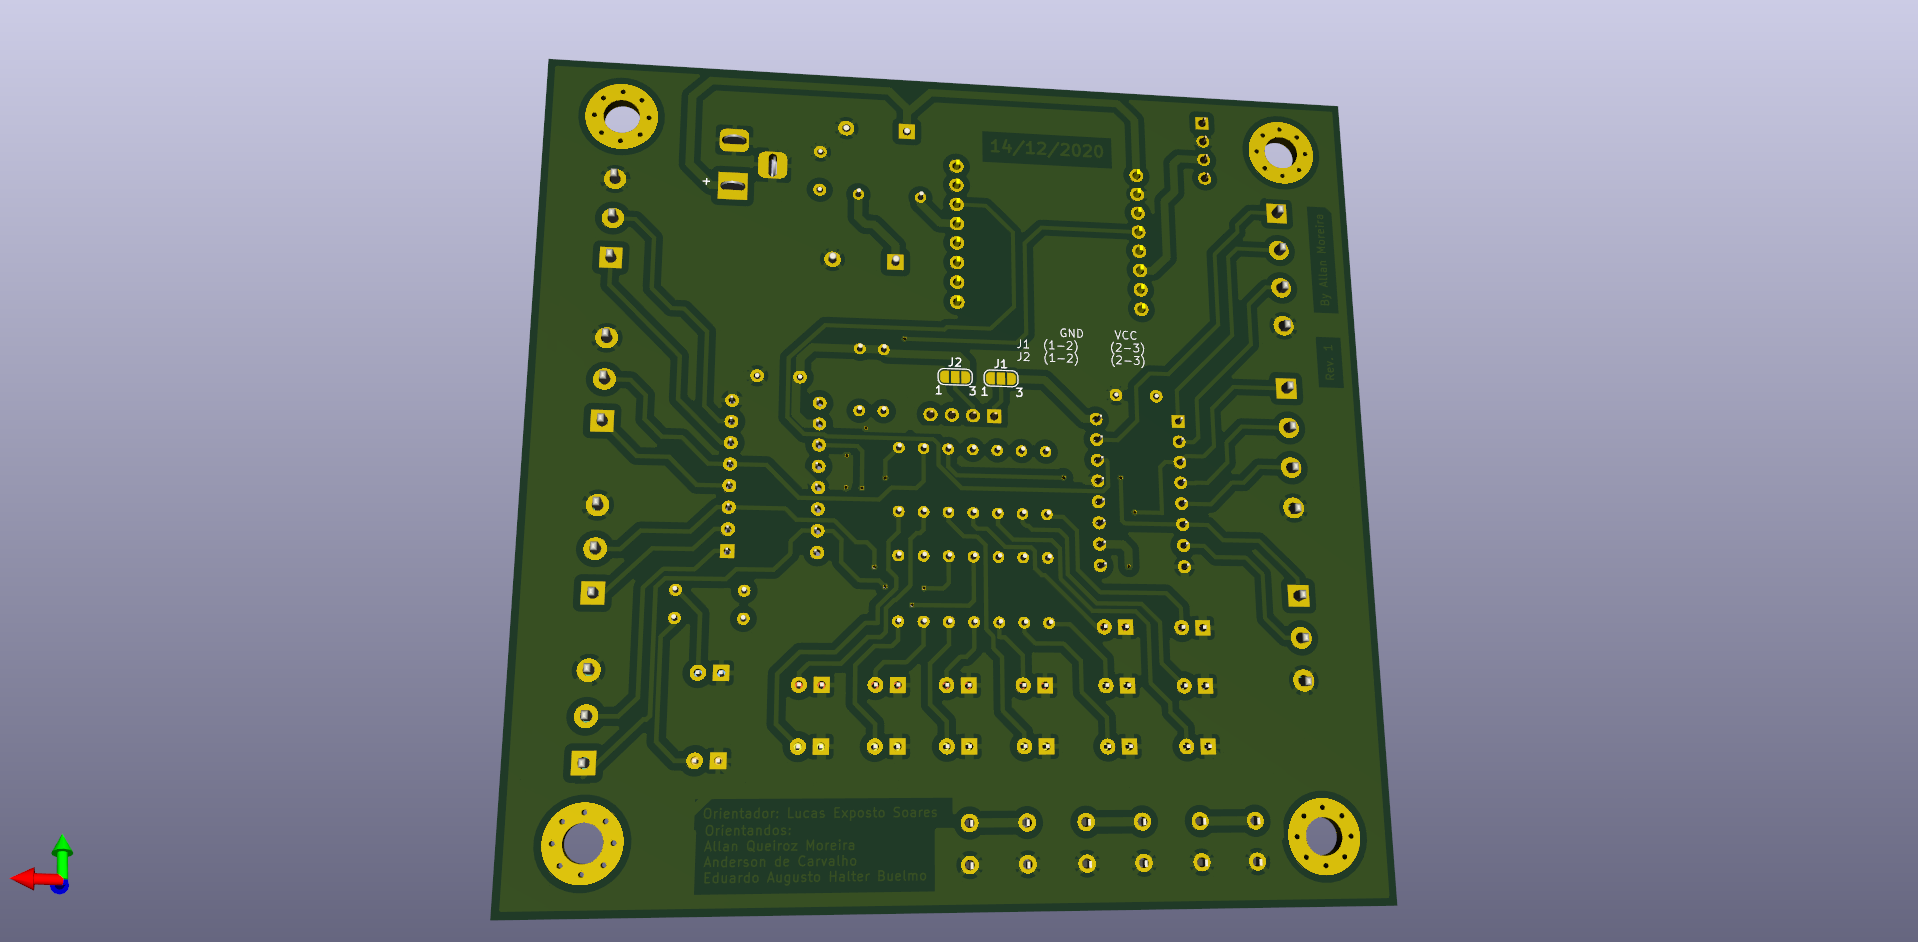 14/12/2020
+
By Allan Moreira
Rev. 1
GND VCC
J1 (1-2) (2-3)
J2 (1-2) (2-3)
J2 J1
1 3 1 3
Orientador: Lucas Exposto Soares
Orientandos:
Allan Queiroz Moreira
Anderson de Carvalho
Eduardo Augusto Halter Buelmo